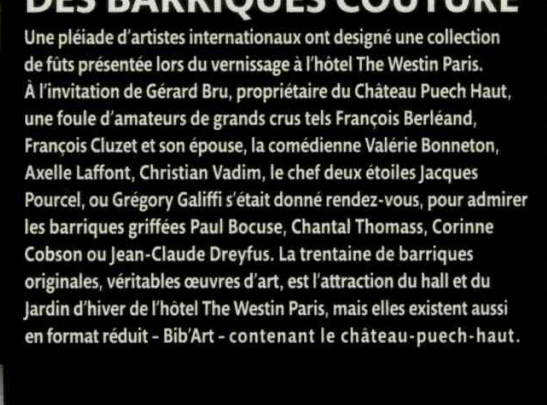 DES BARRIQUES COUTURE
Une pléiade d'artistes internationaux ont designé une collection
de fûts présentée lors du vernissage à l'hôtel The Westin Paris.
À l'invitation de Gérard Bru, propriétaire du Château Puech Haut,
une foule d'amateurs de grands crus tels François Berléand,
François Cluzet et son épouse, la comédienne Valérie Bonneton,
Axelle Laffont, Christian Vadim, le chef deux étoiles Jacques
Pourcel, ou Grégory Galiffi s'était donné rendez-vous, pour admirer
les barriques griffées Paul Bocuse, Chantal Thomass, Corinne
Cobson ou Jean-Claude Dreyfus. La trentaine de barriques
originales, véritables œuvres d'art, est l'attraction du hall et du
Jardin d'hiver de l'hôtel The Westin Paris, mais elles existent aussi
en format réduit – Bib'Art – contenant le château-puech-haut.